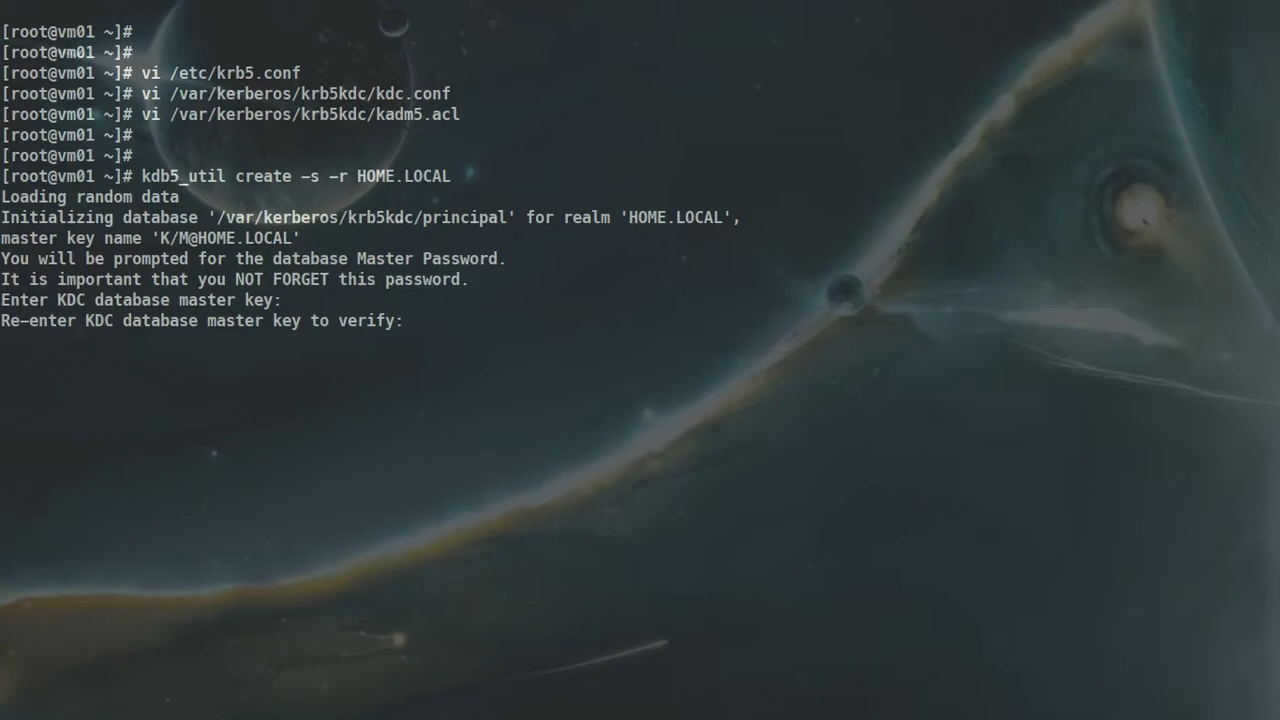 [root@vm01 ~]#
[root@vm01 ~]#
[root@vm01 ~]# vi /etc/krb5.conf
[root@vm01 ~]# vi /var/kerberos/krb5kdc/kdc.conf
[root@vm01 ~]# vi /var/kerberos/krb5kdc/kadm5.acl
[root@vm01 ~]#
[root@vm01 ~]#
[root@vm01 ~]# kdb5_util create -s -r HOME.LOCAL
Loading random data
Initializing database '/var/kerberos/krb5kdc/principal' for realm 'HOME.LOCAL',
master key name 'K/M@HOME.LOCAL'
You will be prompted for the database Master Password.
It is important that you NOT FORGET this password.
Enter KDC database master key:
Re-enter KDC database master key to verify: